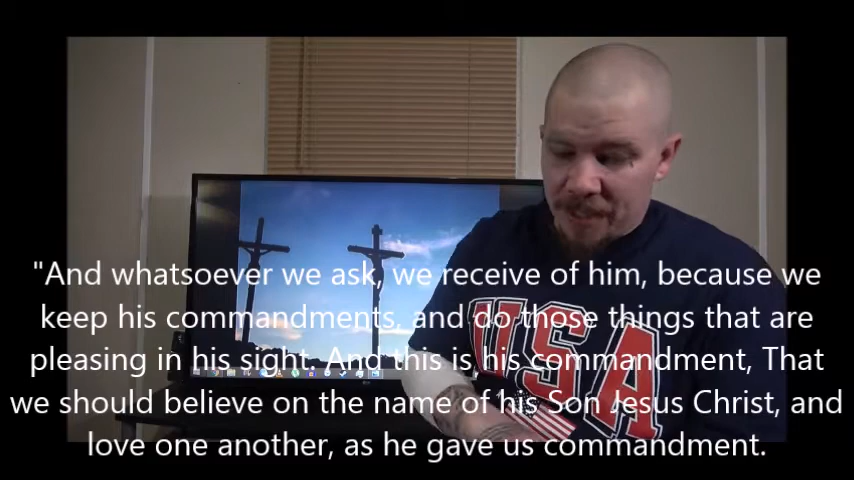 "And whatsoever we ask, we receive of him, because we
keep his commandments, and do those things that are
pleasing in his sight. And this is his commandment, That
we should believe on the name of his Son Jesus Christ, and
love one another, as he gave us commandment.
USA